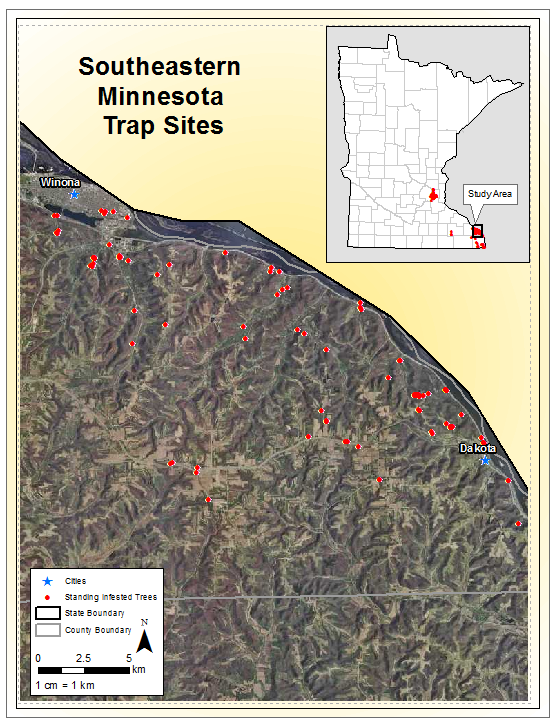 Southeastern
Minnesota
Trap Sites
Study Area
Winona
Dakota
Cities
Standing Infested Trees
State Boundary
County Boundary
N
0 2.5 5
km
1 cm = 1 km